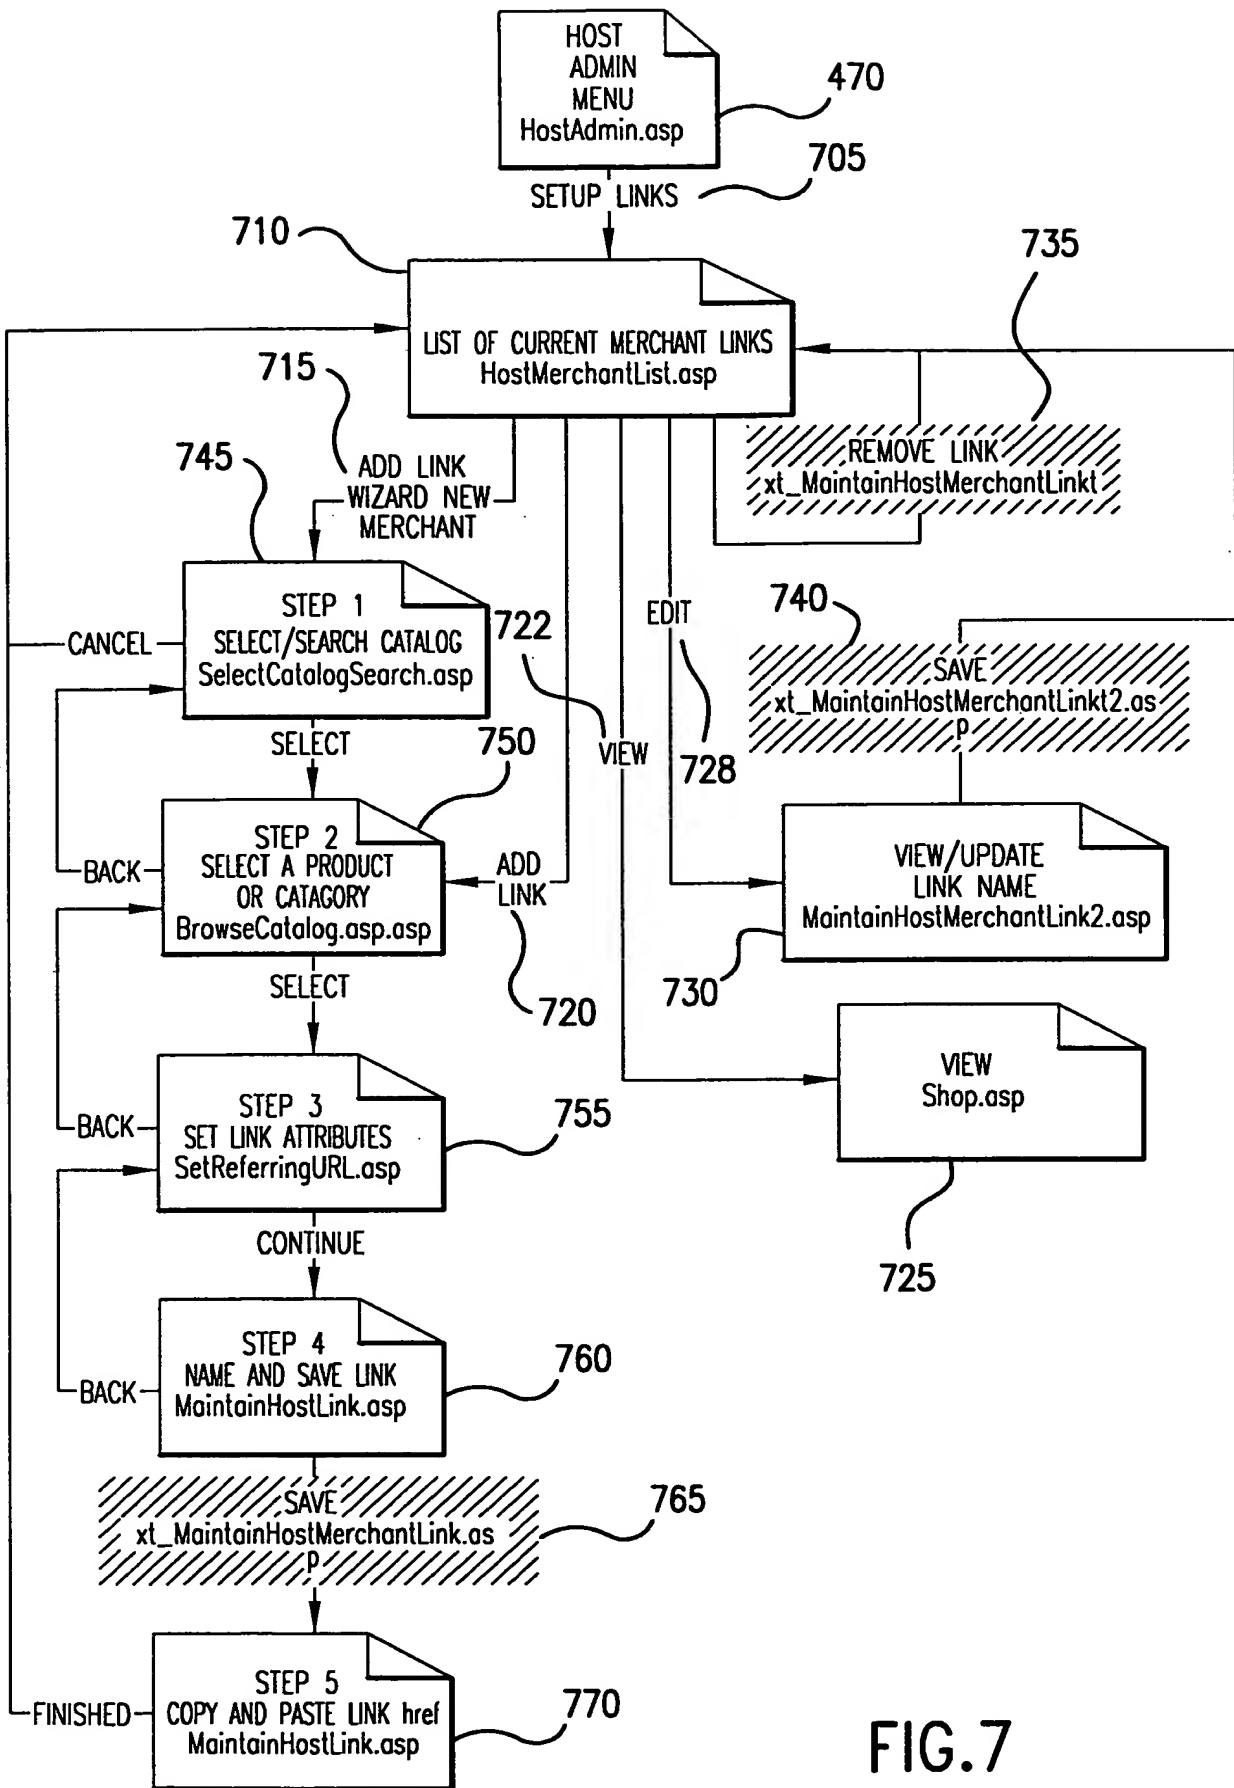 HOST
ADMIN
MENU
HostAdmin.asp
470
SETUP LINKS
705
710
LIST OF CURRENT MERCHANT LINKS
HostMerchantList.asp
735
715
ADD LINK
WIZARD NEW
MERCHANT
REMOVE LINK
xt_MaintainHostMerchantLinkt
745
STEP 1
SELECT/SEARCH CATALOG
SelectCatalogSearch.asp
CANCEL
722
EDIT
740
SAVE
xt_MaintainHostMerchantLinkt2.as
p
SELECT
750
VIEW
728
STEP 2
SELECT A PRODUCT
OR CATAGORY
BrowseCatalog.asp.asp
BACK
ADD
LINK
VIEW/UPDATE
LINK NAME
MaintainHostMerchantLink2.asp
SELECT
720
730
STEP 3
SET LINK ATTRIBUTES
SetReferringURL.asp
BACK
755
VIEW
Shop.asp
CONTINUE
725
STEP 4
NAME AND SAVE LINK
MaintainHostLink.asp
BACK
760
SAVE
xt_MaintainHostMerchantLink.as
p
765
STEP 5
COPY AND PASTE LINK href
MaintainHostLink.asp
FINISHED
770
FIG.7